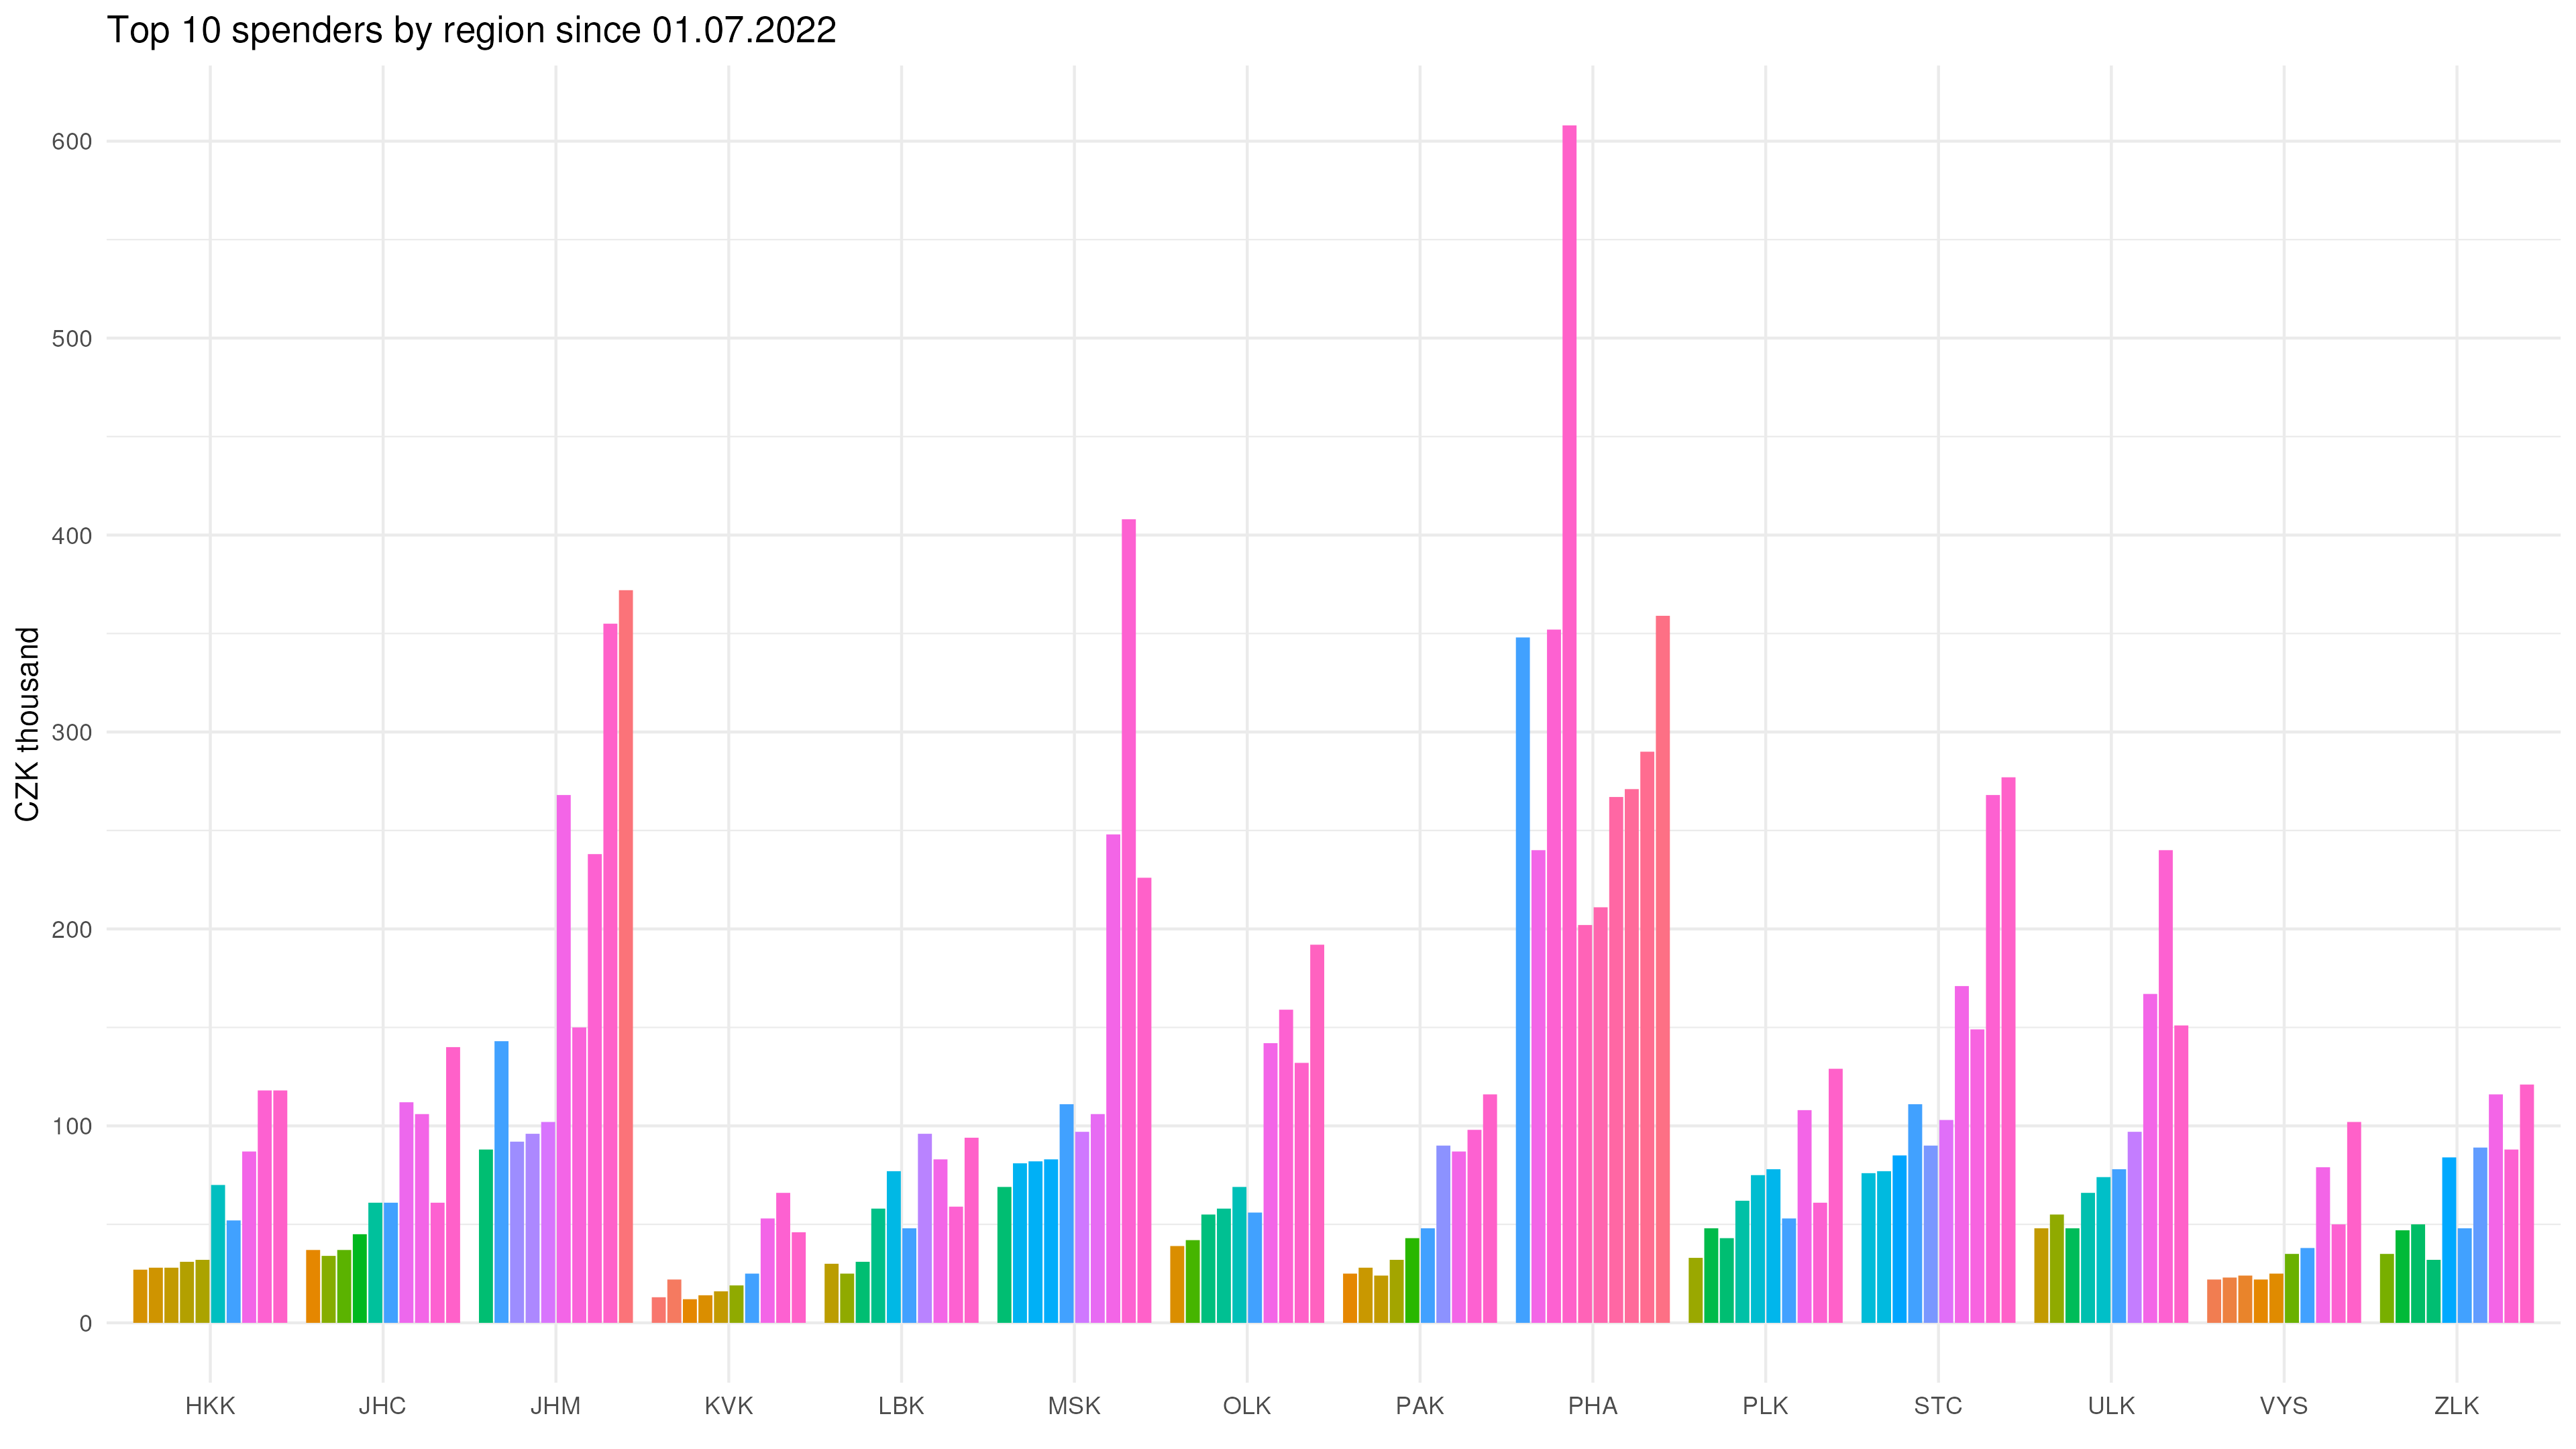 Top 10 spenders by region since 01.07.2022
CZK thousand
600
500
400
300
200
100
0
HKK JHC JHM KVK LBK MSK OLK PAK PHA PLK STC ULK VYS ZLK